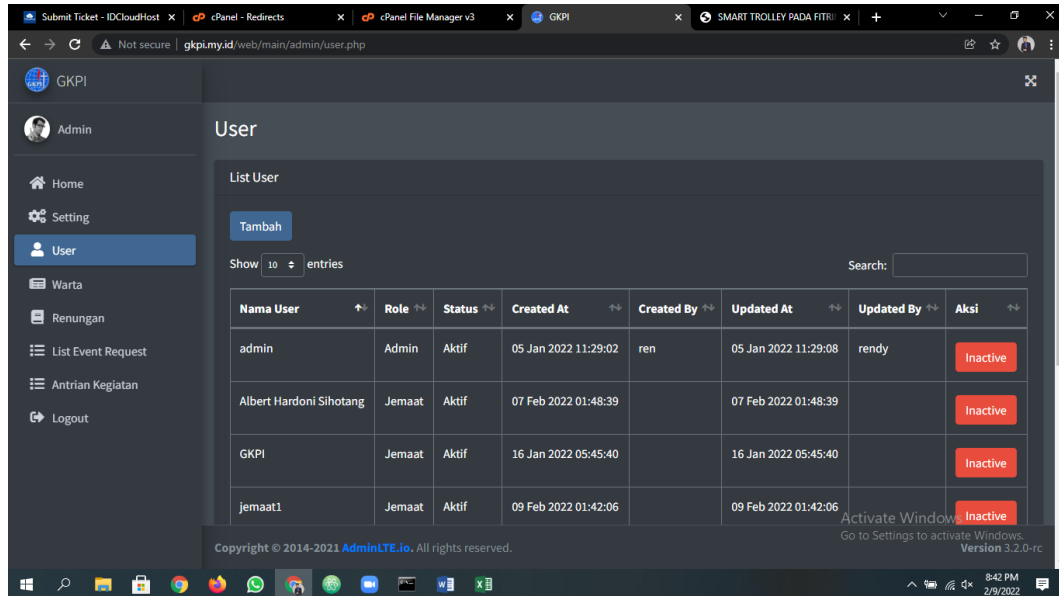 Submit Ticket - IDCloudHost
cPanel - Redirects
cPanel File Manager v3
GKPI
SMART TROLLEY PADA FITRI
Not secure | gkpi.my.id/web/main/admin/user.php
GKPI
Admin
Home
Setting
User
Warta
Renungan
List Event Request
Antrian Kegiatan
Logout
User
List User
Tambah
Show 10 entries
Search:
Nama User Role Status Created At Created By Updated At Updated By Aksi
admin Admin Aktif 05 Jan 2022 11:29:02 ren 05 Jan 2022 11:29:08 rendy Inactive
Albert Hardoni Sihotang Jemaat Aktif 07 Feb 2022 01:48:39 07 Feb 2022 01:48:39 Inactive
GKPI Jemaat Aktif 16 Jan 2022 05:45:40 16 Jan 2022 05:45:40 Inactive
jemaat1 Jemaat Aktif 09 Feb 2022 01:42:06 09 Feb 2022 01:42:06 Inactive
Activate Windows
Go to Settings to activate Windows.
Copyright © 2014-2021 AdminLTE.io. All rights reserved.
Version 3.2.0-rc
8:42 PM
2/9/2022